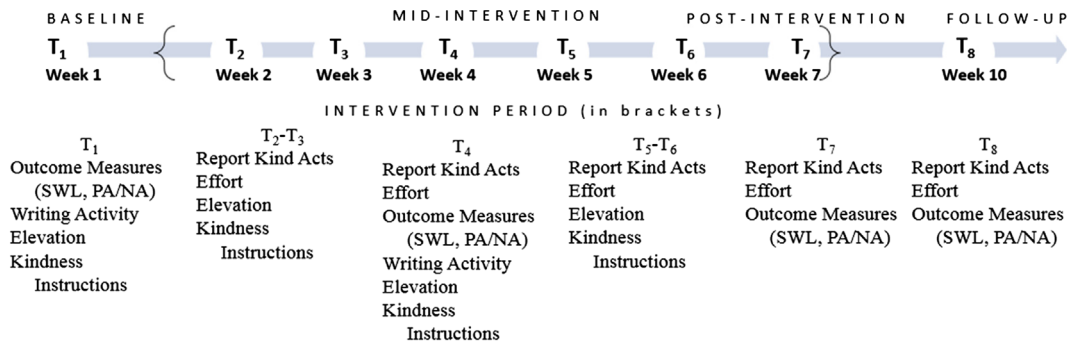 BASELINE MID-INTERVENTION POST-INTERVENTION FOLLOW-UP
T1 T2 T3 T4 T5 T6 T7 T8
Week 1 Week 2 Week 3 Week 4 Week 5 Week 6 Week 7 Week 10
INTERVENTION PERIOD (in brackets)
T1
Outcome Measures
(SWL, PA/NA)
Writing Activity
Elevation
Kindness
Instructions
T2-T3
Report Kind Acts
Effort
Elevation
Kindness
Instructions
T4
Report Kind Acts
Effort
Outcome Measures
(SWL, PA/NA)
Writing Activity
Elevation
Kindness
Instructions
T5-T6
Report Kind Acts
Effort
Elevation
Kindness
Instructions
T7
Report Kind Acts
Effort
Outcome Measures
(SWL, PA/NA)
T8
Report Kind Acts
Effort
Outcome Measures
(SWL, PA/NA)